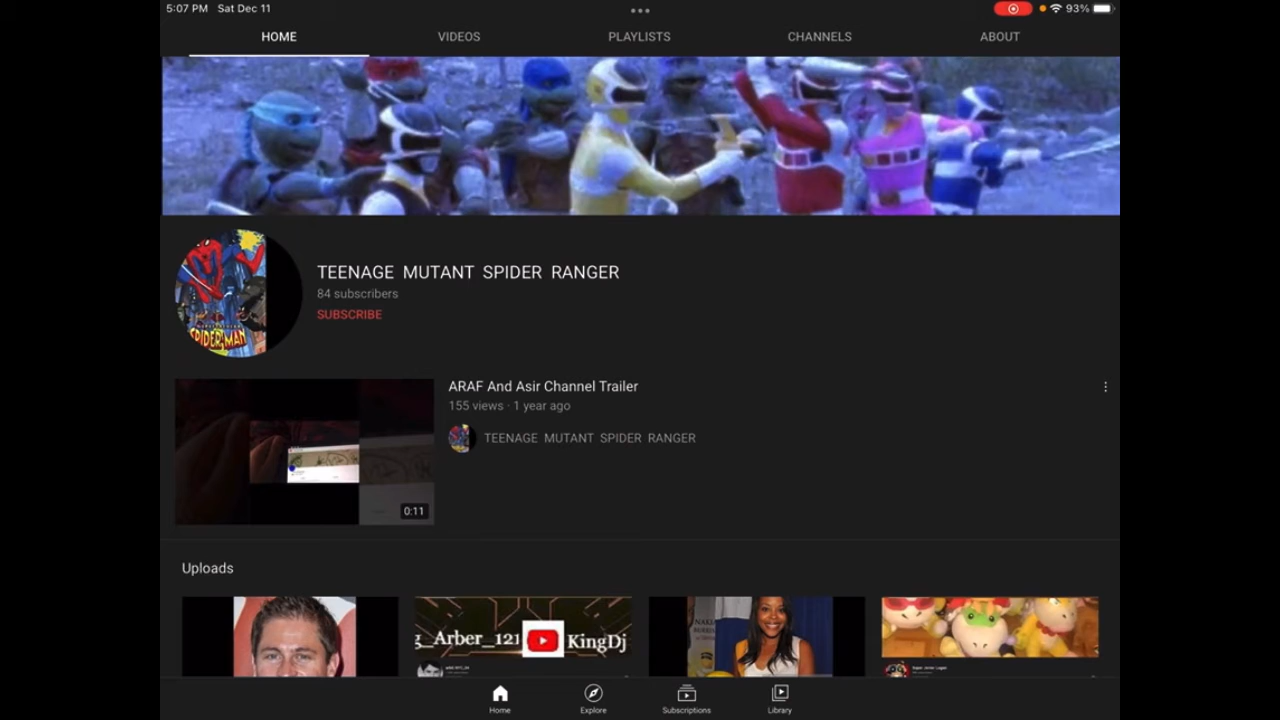 5:07 PM Sat Dec 11
93%
HOME VIDEOS PLAYLISTS CHANNELS ABOUT
TEENAGE MUTANT SPIDER RANGER
84 subscribers
SUBSCRIBE
SPIDER-MAN
ARAF And Asir Channel Trailer
155 views · 1 year ago
TEENAGE MUTANT SPIDER RANGER
0:11
Uploads
g_Arber_121 KingDj
Home Explore Subscriptions Library